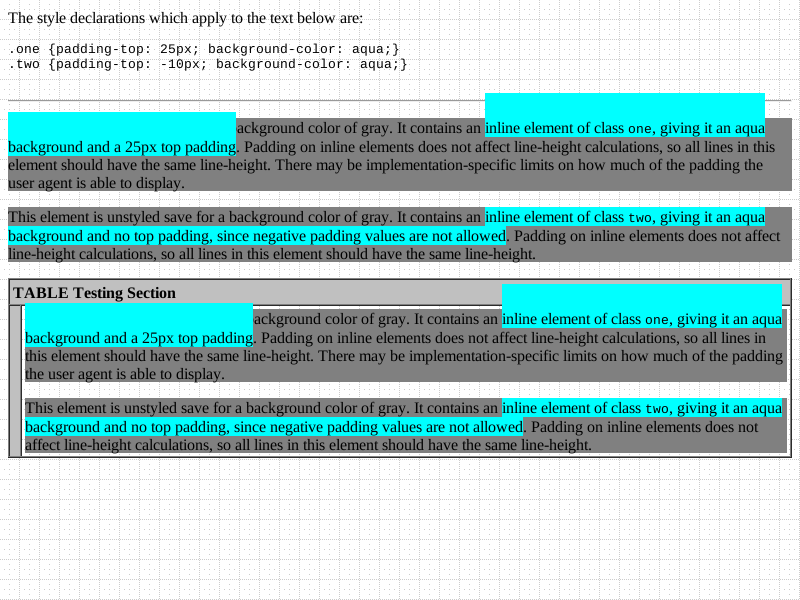 The style declarations which apply to the text below are:
.one {padding-top: 25px; background-color: aqua;}
.two {padding-top: -10px; background-color: aqua;}
ackground color of gray. It contains an inline element of class one, giving it an aqua
background and a 25px top padding. Padding on inline elements does not affect line-height calculations, so all lines in this
element should have the same line-height. There may be implementation-specific limits on how much of the padding the
user agent is able to display.
This element is unstyled save for a background color of gray. It contains an inline element of class two, giving it an aqua
background and no top padding, since negative padding values are not allowed. Padding on inline elements does not affect
line-height calculations, so all lines in this element should have the same line-height.
TABLE Testing Section
ackground color of gray. It contains an inline element of class one, giving it an aqua
background and a 25px top padding. Padding on inline elements does not affect line-height calculations, so all lines in
this element should have the same line-height. There may be implementation-specific limits on how much of the padding
the user agent is able to display.
This element is unstyled save for a background color of gray. It contains an inline element of class two, giving it an aqua
background and no top padding, since negative padding values are not allowed. Padding on inline elements does not
affect line-height calculations, so all lines in this element should have the same line-height.